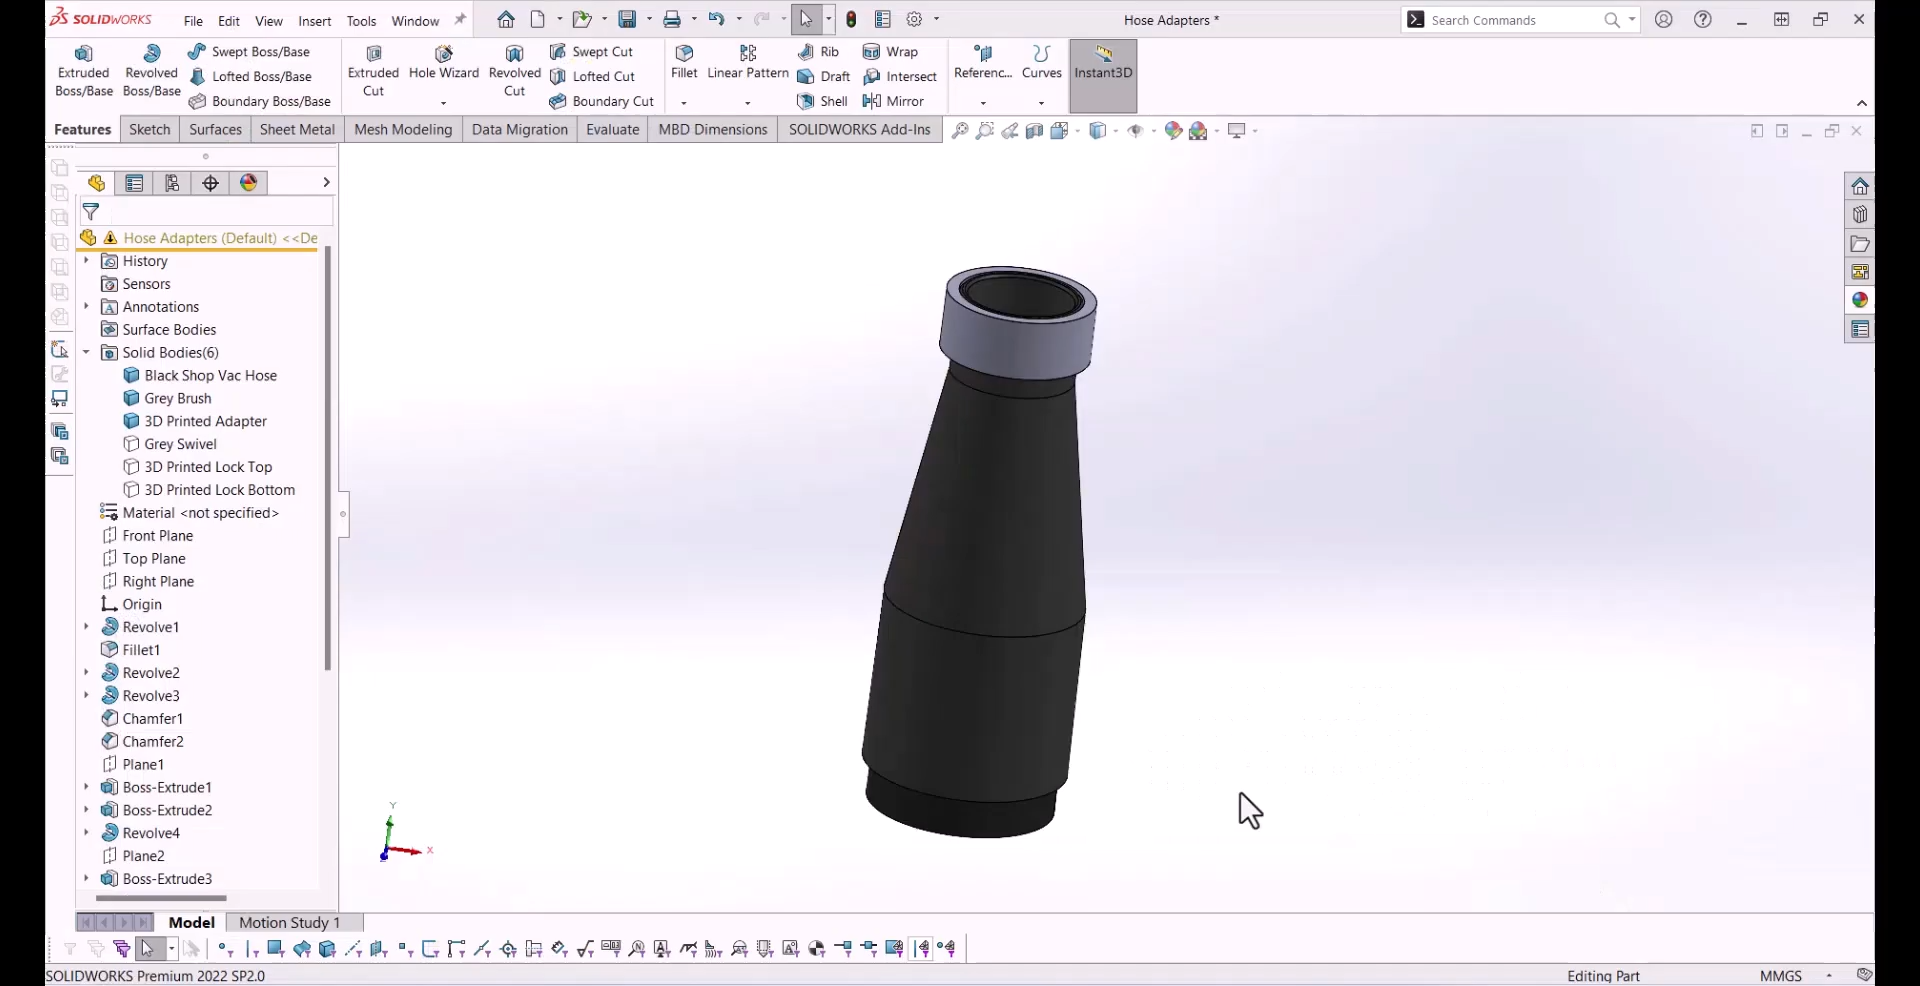 SOLIDWORKS File Edit View Insert Tools Window Hose Adapters * Search Commands
Extruded Boss/Base
Revolved Boss/Base
Swept Boss/Base
Lofted Boss/Base
Boundary Boss/Base
Extruded Cut
Hole Wizard
Revolved Cut
Swept Cut
Lofted Cut
Boundary Cut
Fillet
Linear Pattern
Rib
Draft
Shell
Wrap
Intersect
Mirror
Referenc...
Curves
Instant3D
Features Sketch Surfaces Sheet Metal Mesh Modeling Data Migration Evaluate MBD Dimensions SOLIDWORKS Add-Ins
Hose Adapters (Default) <<De
History
Sensors
Annotations
Surface Bodies
Solid Bodies(6)
Black Shop Vac Hose
Grey Brush
3D Printed Adapter
Grey Swivel
3D Printed Lock Top
3D Printed Lock Bottom
Material <not specified>
Front Plane
Top Plane
Right Plane
Origin
Revolve1
Fillet1
Revolve2
Revolve3
Chamfer1
Chamfer2
Plane1
Boss-Extrude1
Boss-Extrude2
Revolve4
Plane2
Boss-Extrude3
Y
X
Model Motion Study 1
SOLIDWORKS Premium 2022 SP2.0 Editing Part MMGS